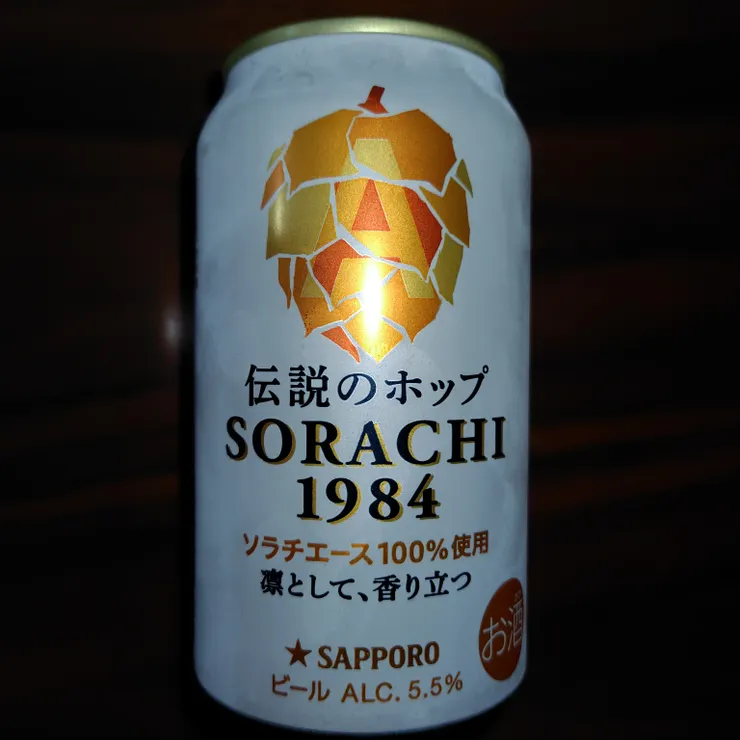 伝説のホップ
SORACHI
1984
ソラチエース100%使用
凛として、香り立つ
お酒
★SAPPORO
ビール ALC. 5.5%